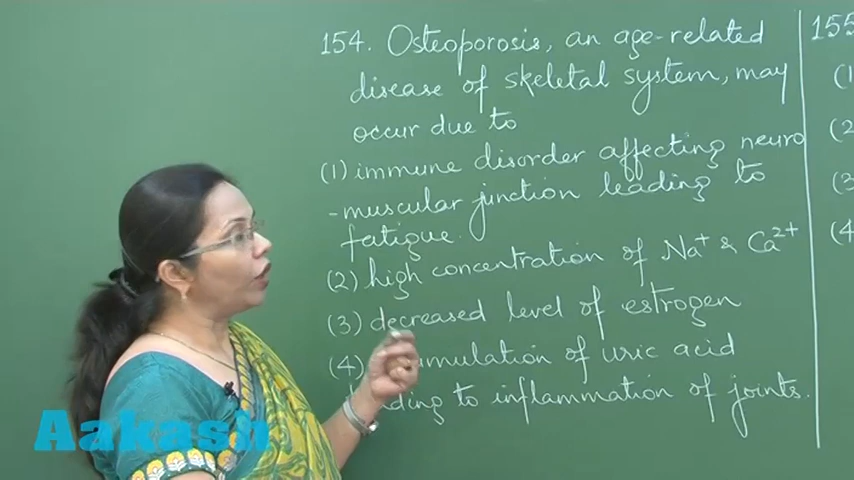 154. Osteoporosis, an age-related
disease of skeletal system, may
occur due to
(1) immune disorder affecting neuro
-muscular junction leading to
fatigue.
(2) high concentration of Na+ & Ca2+
(3) decreased level of estrogen
(4) umulation of uric acid
ding to inflammation of joints.
155
(1
(2
(3
(4
Aakash